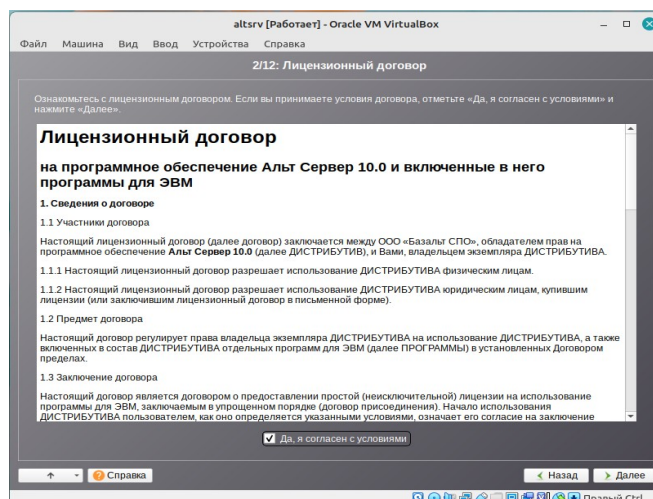 altsrv [Работает] - Oracle VM VirtualBox
Файл Машина Вид Ввод Устройства Справка
2/12: Лицензионный договор
Ознакомьтесь с лицензионным договором. Если вы принимаете условия договора, отметьте «Да, я согласен с условиями» и
нажмите «Далее».
Лицензионный договор
на программное обеспечение Альт Сервер 10.0 и включенные в него
программы для ЭВМ
1. Сведения о договоре
1.1 Участники договора
Настоящий лицензионный договор (далее договор) заключается между ООО «Базальт СПО», обладателем прав на
программное обеспечение Альт Сервер 10.0 (далее ДИСТРИБУТИВ), и Вами, владельцем экземпляра ДИСТРИБУТИВА.
1.1.1 Настоящий лицензионный договор разрешает использование ДИСТРИБУТИВА физическим лицам.
1.1.2 Настоящий лицензионный договор разрешает использование ДИСТРИБУТИВА юридическим лицам, купившим
лицензии (или заключившим лицензионный договор в письменной форме).
1.2 Предмет договора
Настоящий договор регулирует права владельца экземпляра ДИСТРИБУТИВА на использование ДИСТРИБУТИВА, а также
включенных в состав ДИСТРИБУТИВА отдельных программ для ЭВМ (далее ПРОГРАММЫ) в установленных Договором
пределах.
1.3 Заключение договора
Настоящий договор является договором о предоставлении простой (неисключительной) лицензии на использование
программы для ЭВМ, заключаемым в упрощенном порядке (договор присоединения). Начало использования
ДИСТРИБУТИВА пользователем, как оно определяется указанными условиями, означает его согласие на заключение
Да, я согласен с условиями
Справка Назад Далее
Правый Ctrl